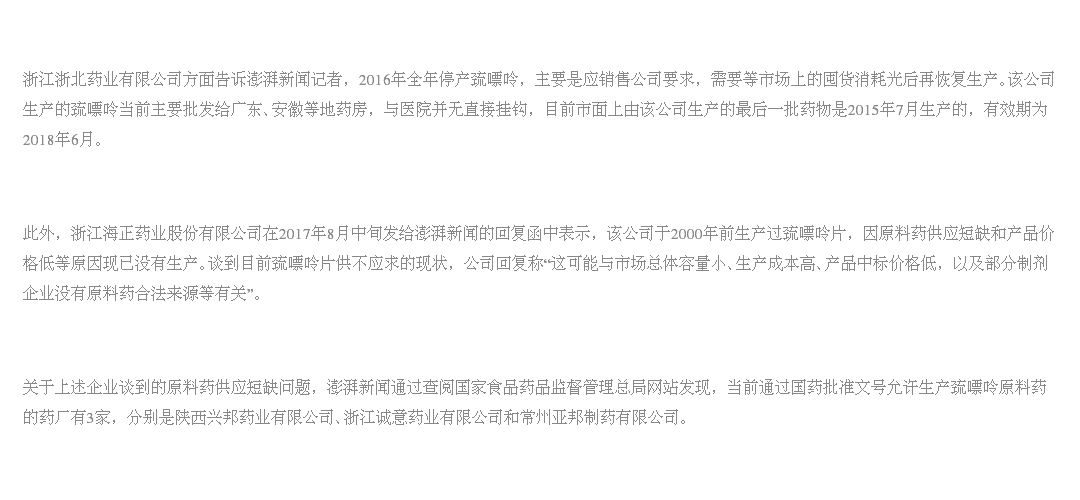 浙江浙北药业有限公司方面告诉澎湃新闻记者，2016年全年停产巯嘌呤，主要是应销售公司要求，需要等市场上的囤货消耗光后再恢复生产。该公司
生产的巯嘌呤当前主要批发给广东、安徽等地药房，与医院并无直接挂钩，目前市面上由该公司生产的最后一批药物是2015年7月生产的，有效期为
2018年6月。
此外，浙江海正药业股份有限公司在2017年8月中旬发给澎湃新闻的回复函中表示，该公司于2000年前生产过巯嘌呤片，因原料药供应短缺和产品价
格低等原因现已没有生产。谈到目前巯嘌呤片供不应求的现状，公司回复称“这可能与市场总体容量小、生产成本高、产品中标价格低，以及部分制剂
企业没有原料药合法来源等有关”。
关于上述企业谈到的原料药供应短缺问题，澎湃新闻通过查阅国家食品药品监督管理总局网站发现，当前通过国药批准文号允许生产巯嘌呤原料药
的药厂有3家，分别是陕西兴邦药业有限公司、浙江诚意药业有限公司和常州亚邦制药有限公司。